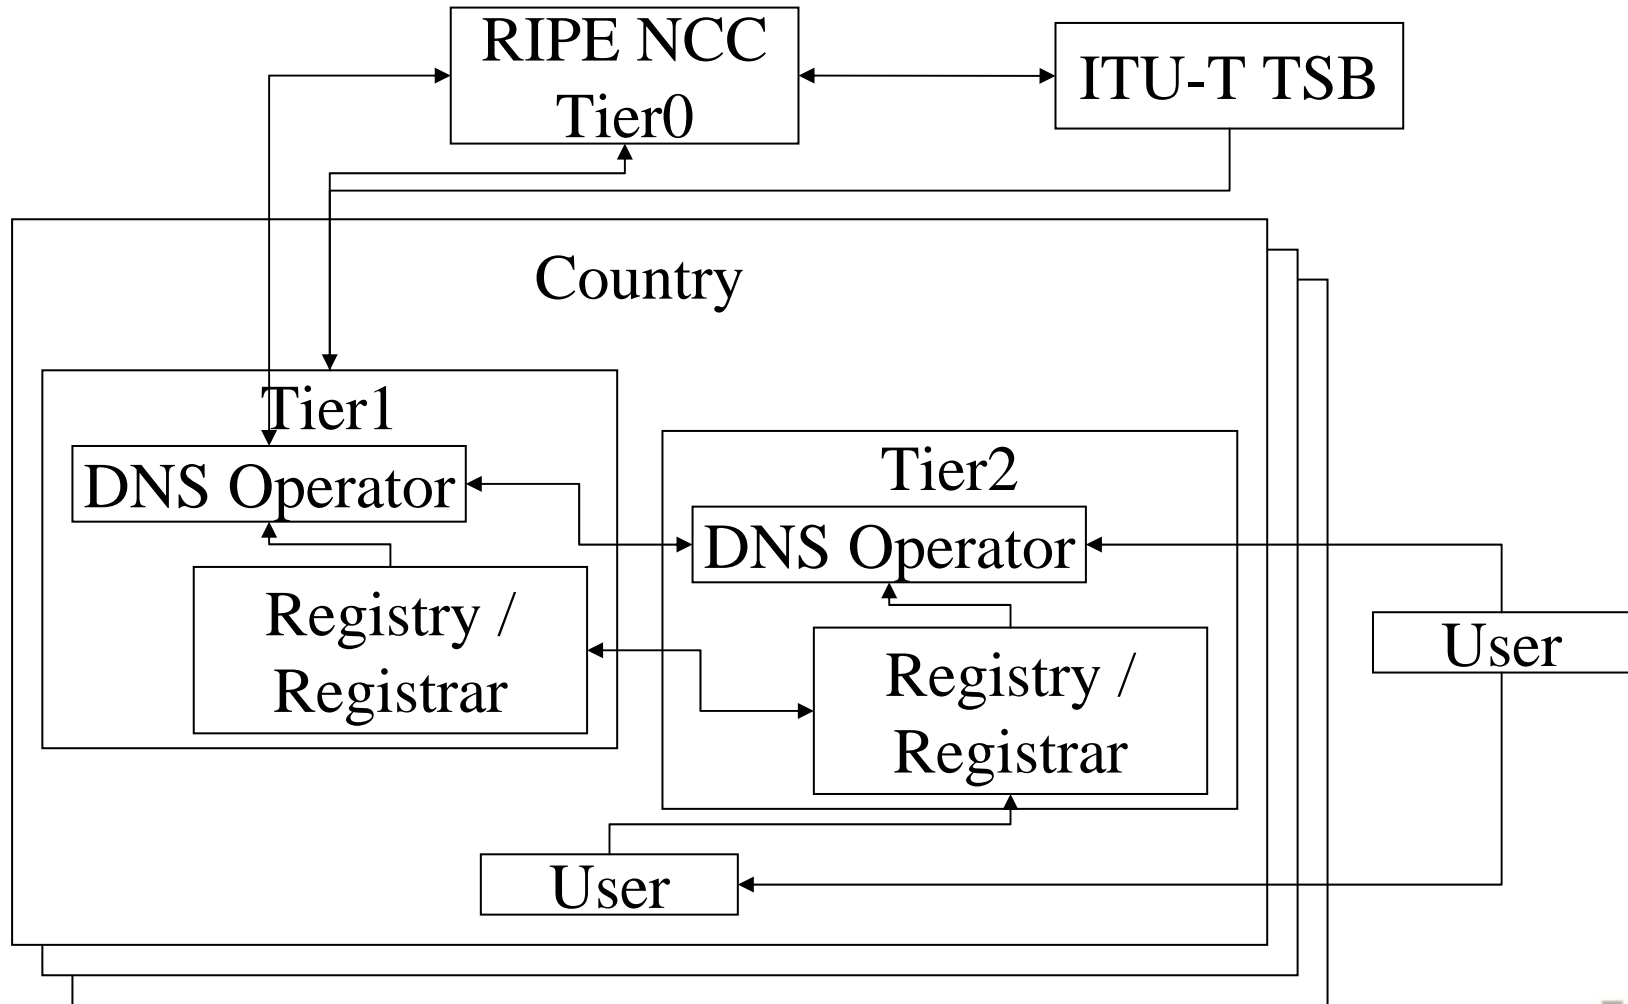 RIPE NCC
Tier0
ITU-T TSB
Country
Tier1
DNS Operator
Registry /
Registrar
Tier2
DNS Operator
Registry /
Registrar
User
User